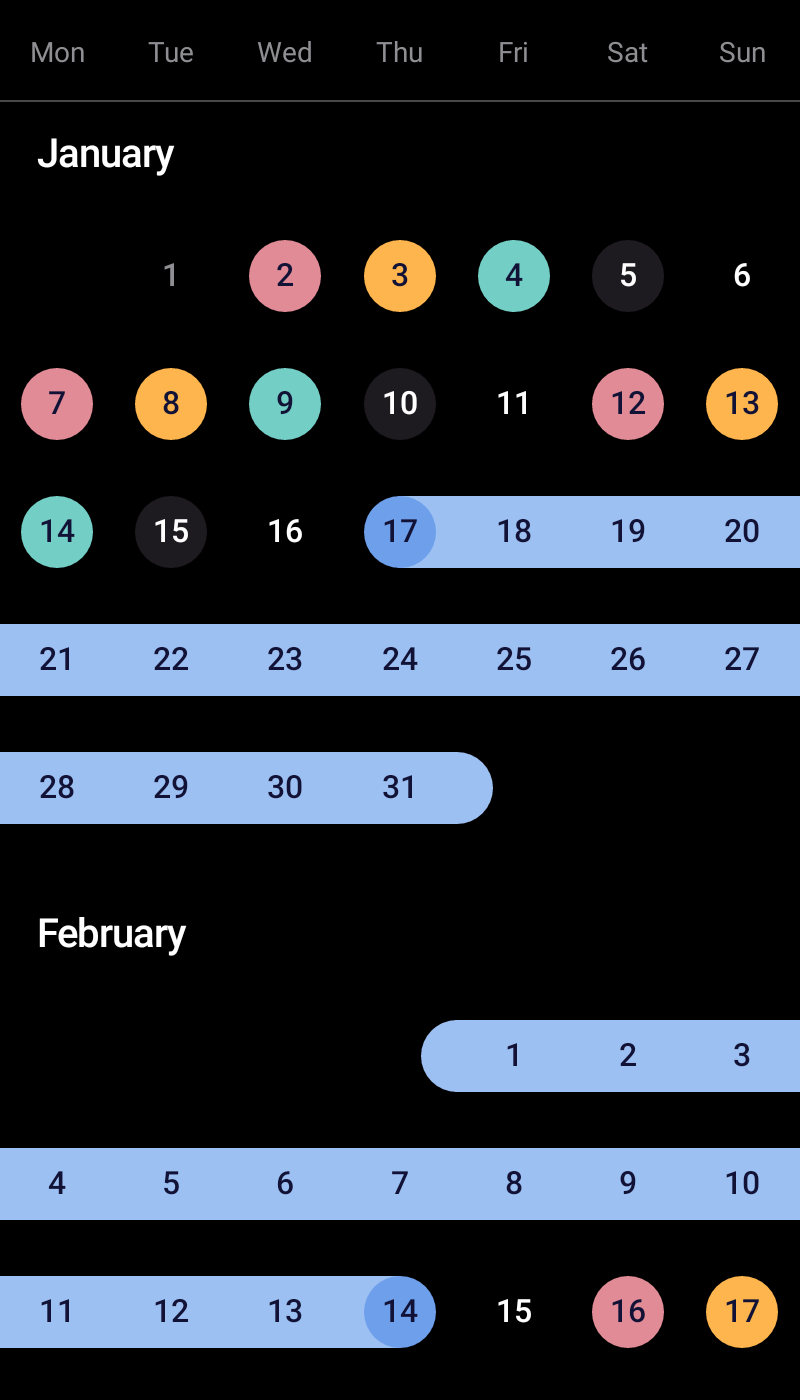 Mon Tue Wed Thu Fri Sat Sun
January
1 2 3 4 5 6
7 8 9 10 11 12 13
14 15 16 17 18 19 20
21 22 23 24 25 26 27
28 29 30 31
February
1 2 3
4 5 6 7 8 9 10
11 12 13 14 15 16 17